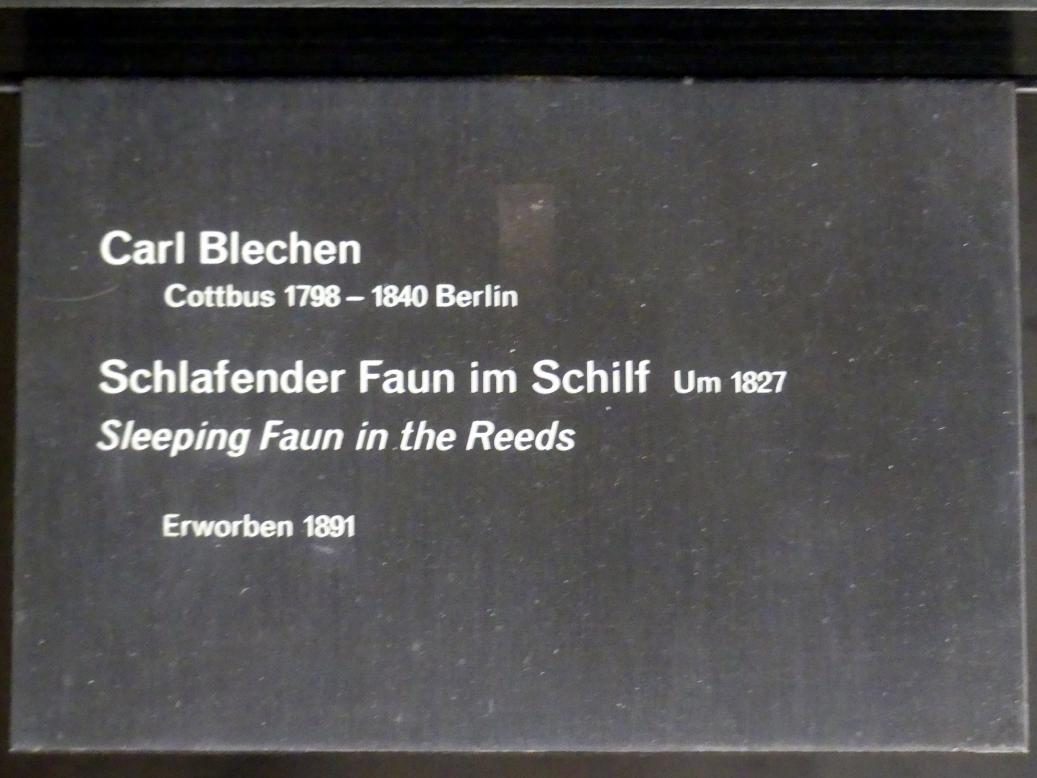 Carl Blechen
Cottbus 1798 – 1840 Berlin
Schlafender Faun im Schilf Um 1827
Sleeping Faun in the Reeds
Erworben 1891